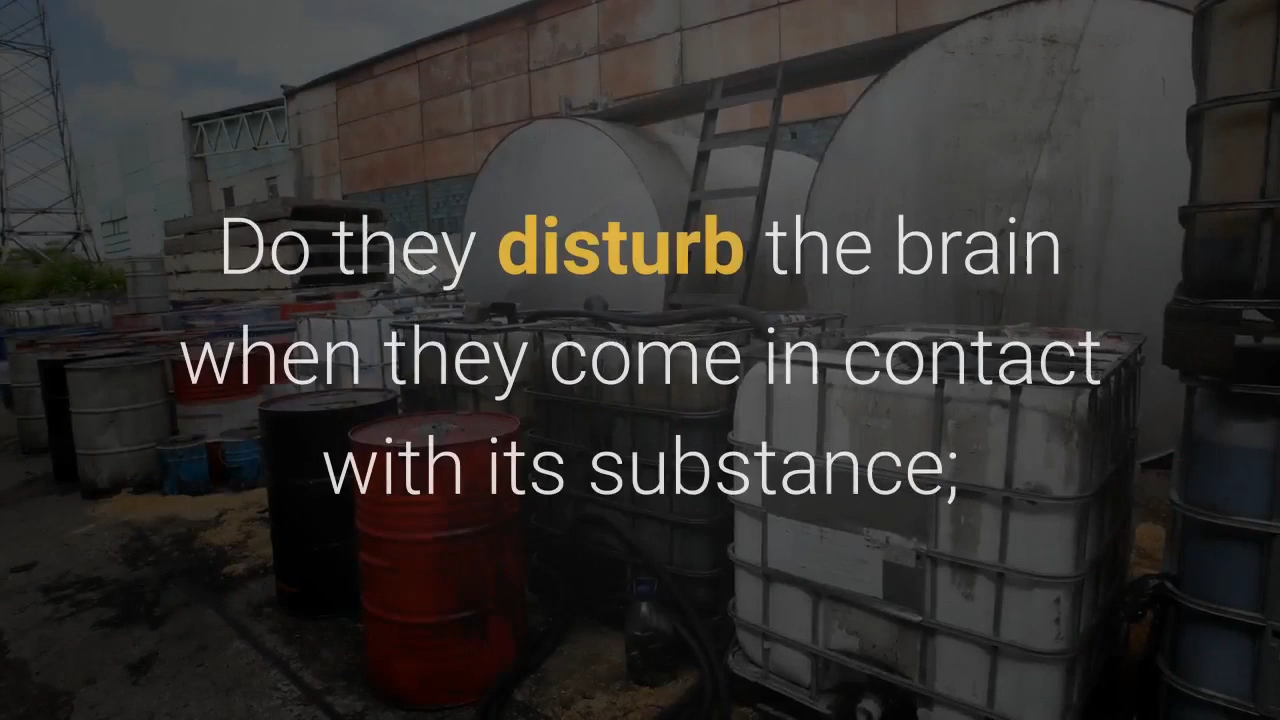 Do they disturb the brain
when they come in contact
with its substance;